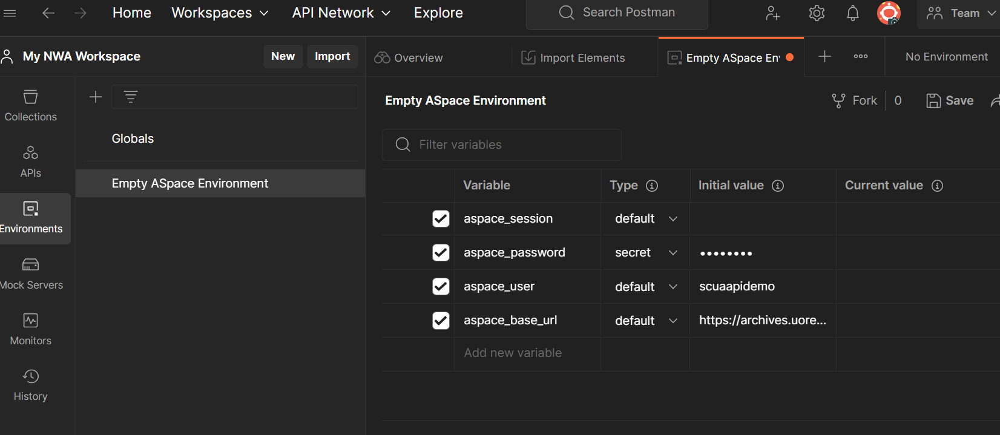 Home Workspaces API Network Explore Search Postman Team
My NWA Workspace New Import Overview Import Elements Empty ASpace En No Environment
Collections
APIs
Environments
Mock Servers
Monitors
History
Globals
Empty ASpace Environment
Empty ASpace Environment Fork 0 Save
Filter variables
Variable Type Initial value Current value
aspace_session default
aspace_password secret ••••••••
aspace_user default scuaapidemo
aspace_base_url default https://archives.uore...
Add new variable